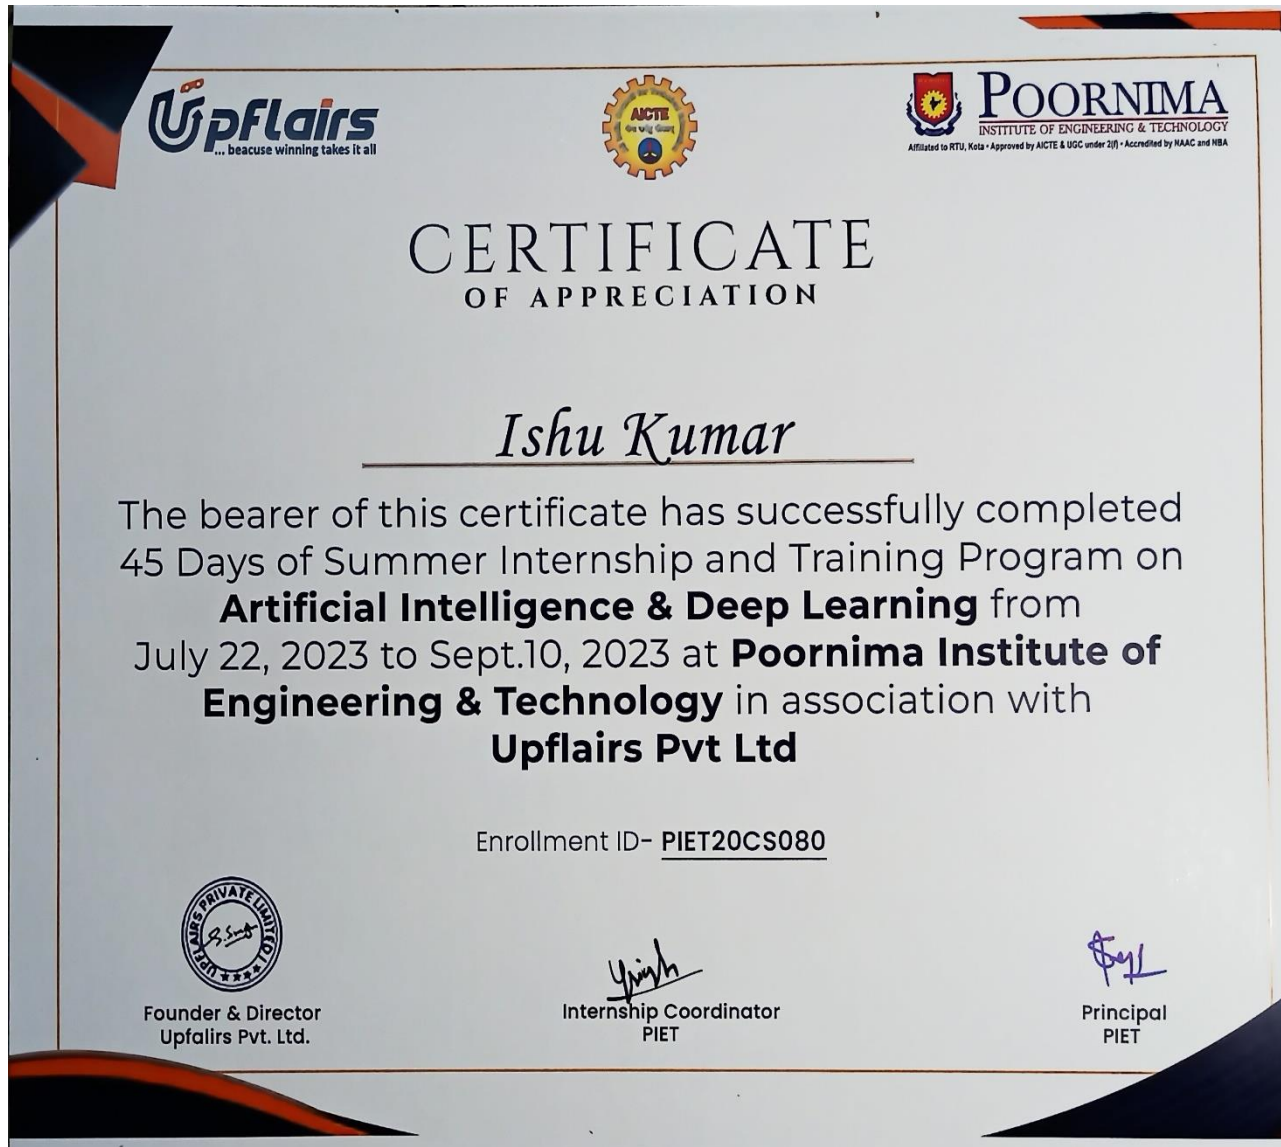 Upflairs
... beacuse winning takes it all
AICTE
POORNIMA
INSTITUTE OF ENGINEERING & TECHNOLOGY
Affiliated to RTU, Kota • Approved by AICTE & UGC under 2(f) • Accredited by NAAC and NBA
CERTIFICATE
OF APPRECIATION
Ishu Kumar
The bearer of this certificate has successfully completed
45 Days of Summer Internship and Training Program on
Artificial Intelligence & Deep Learning from
July 22, 2023 to Sept.10, 2023 at Poornima Institute of
Engineering & Technology in association with
Upflairs Pvt Ltd
Enrollment ID- PIET20CS080
UPFLAIRS PRIVATE LIMITED
Founder & Director
Upfalirs Pvt. Ltd.
Internship Coordinator
PIET
Principal
PIET